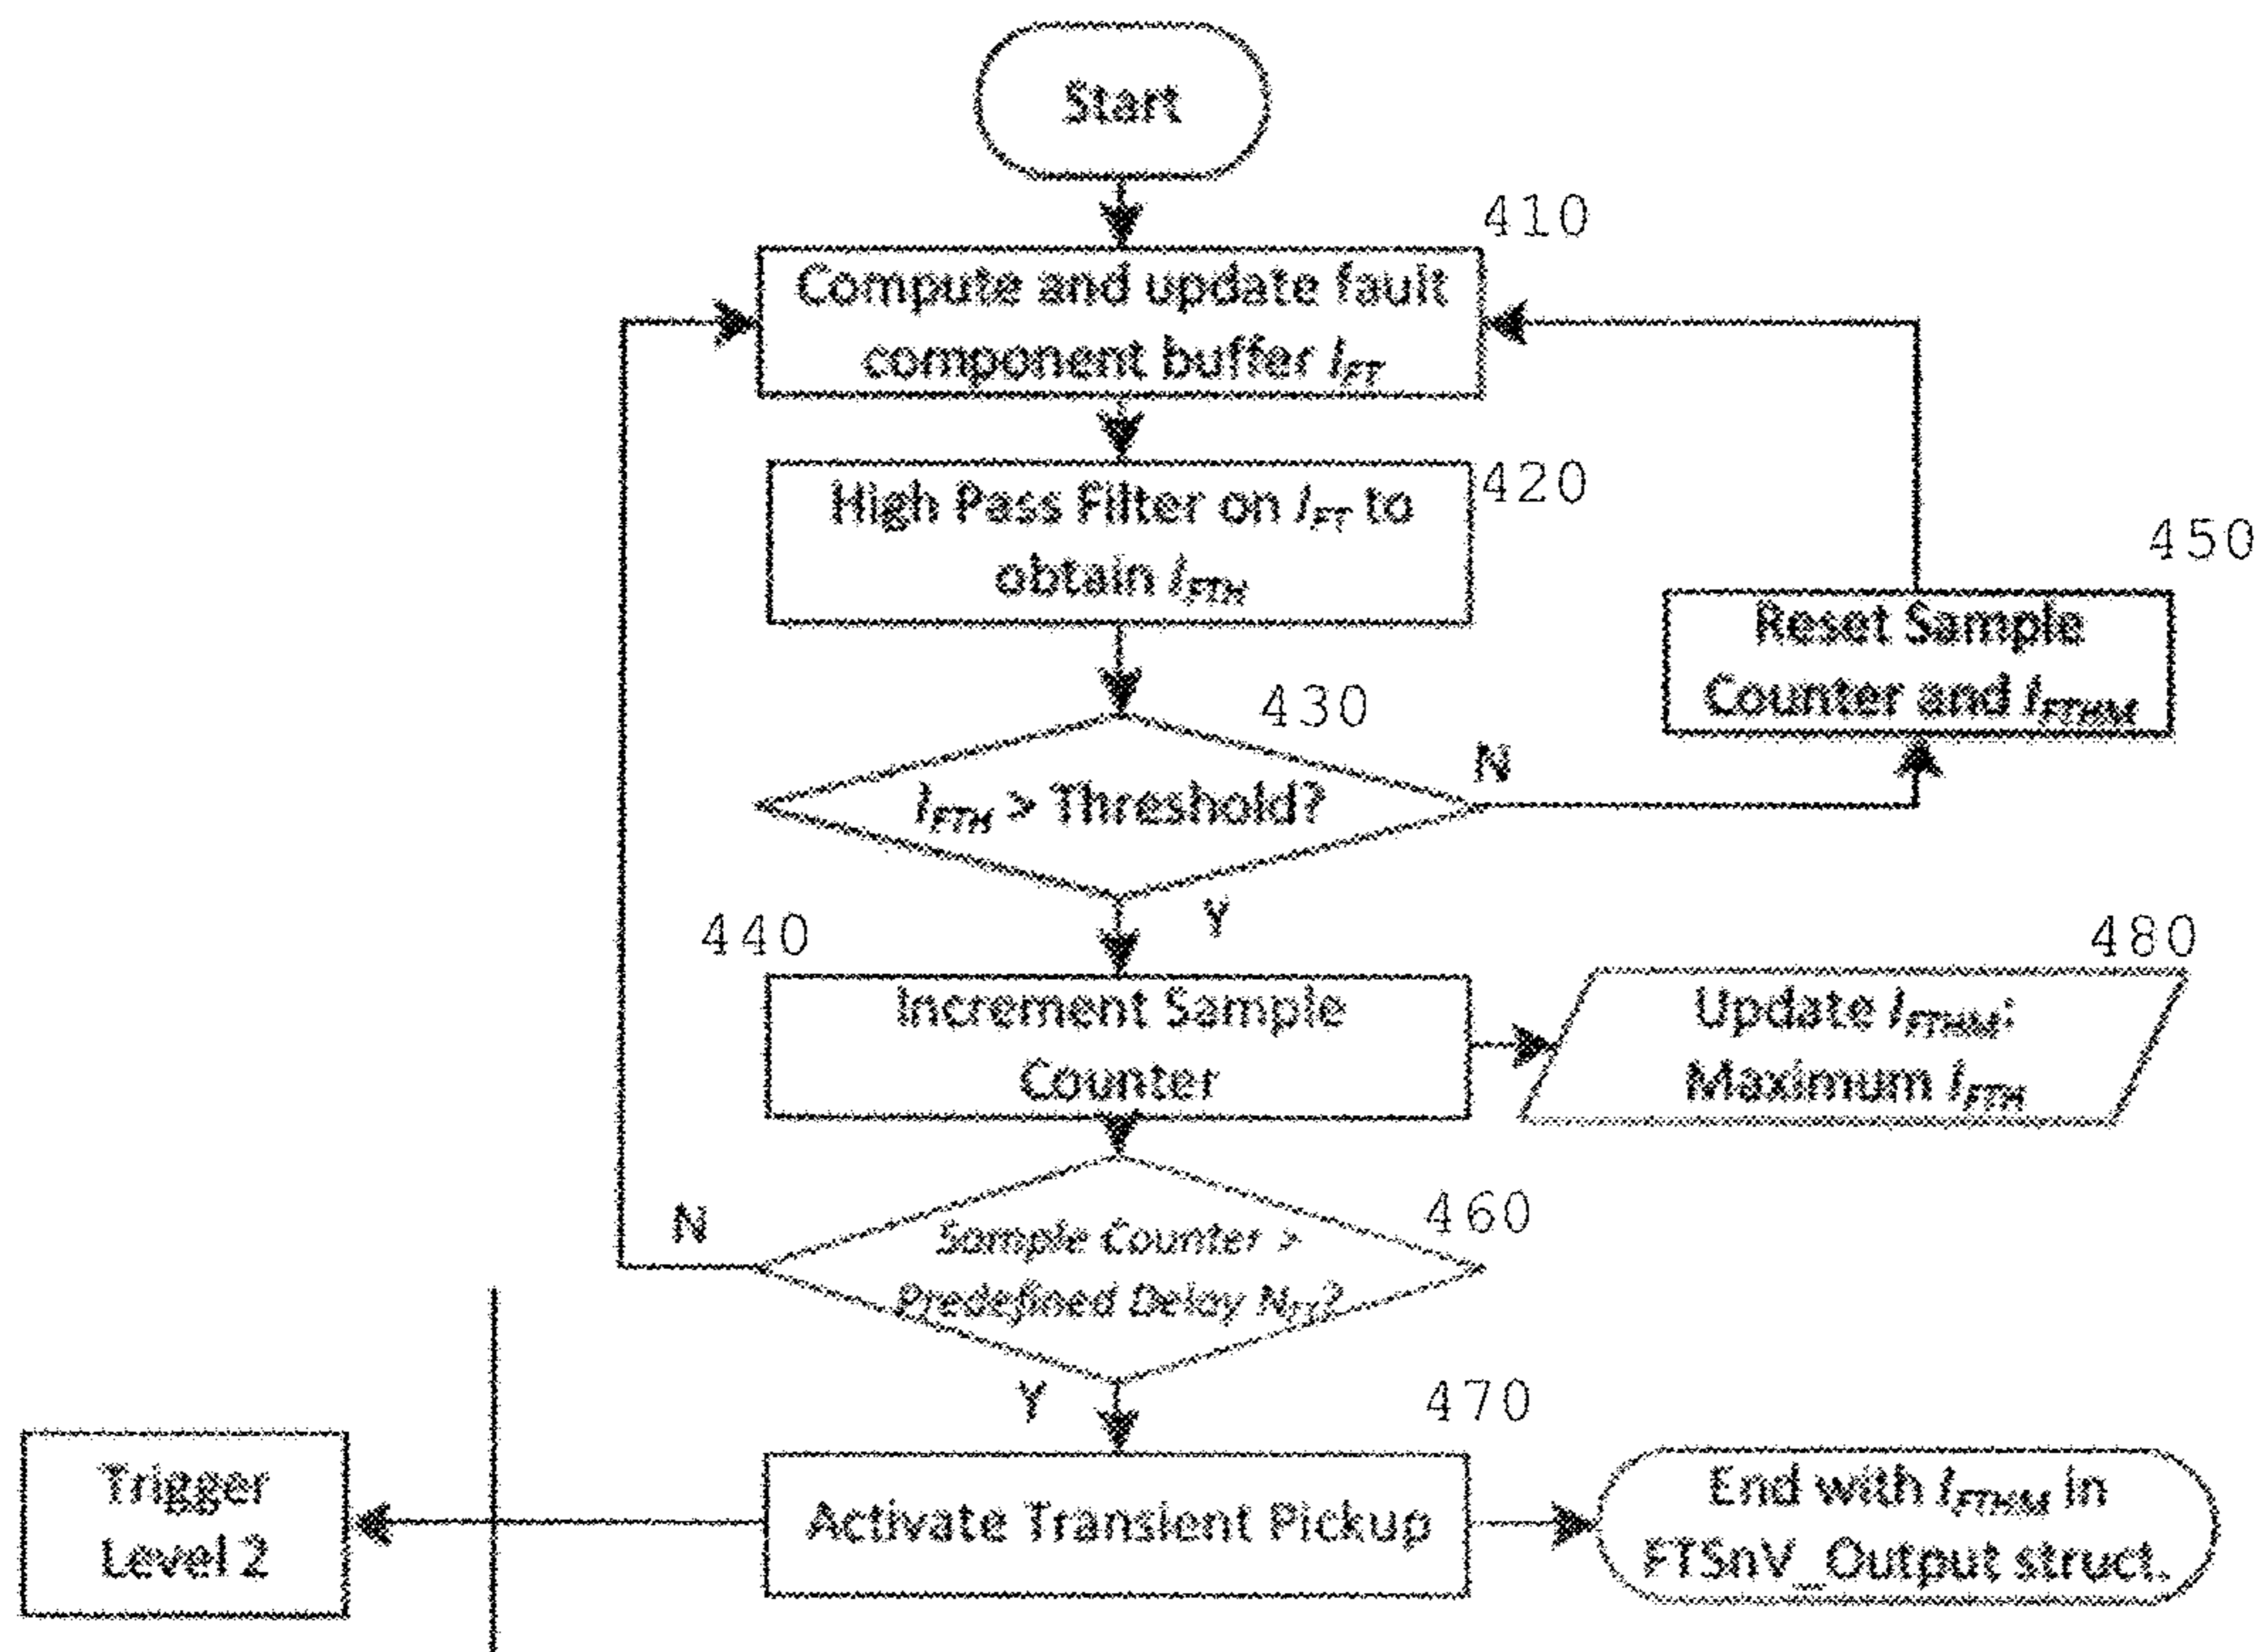 Start
410
Compute and update fault
component buffer I_FT
420
High Pass Filter on I_FT to
obtain I_FTH
450
Reset Sample
Counter and I_FTHM
430
I_FTH > Threshold?
N
Y
440
Increment Sample
Counter
480
Update I_FTHM:
Maximum I_FTH
460
Sample Counter >
Predefined Delay N_FT?
N
Y
470
Activate Transient Pickup
Trigger
Level 2
End with I_FTHM in
FTSnV_Output struct.